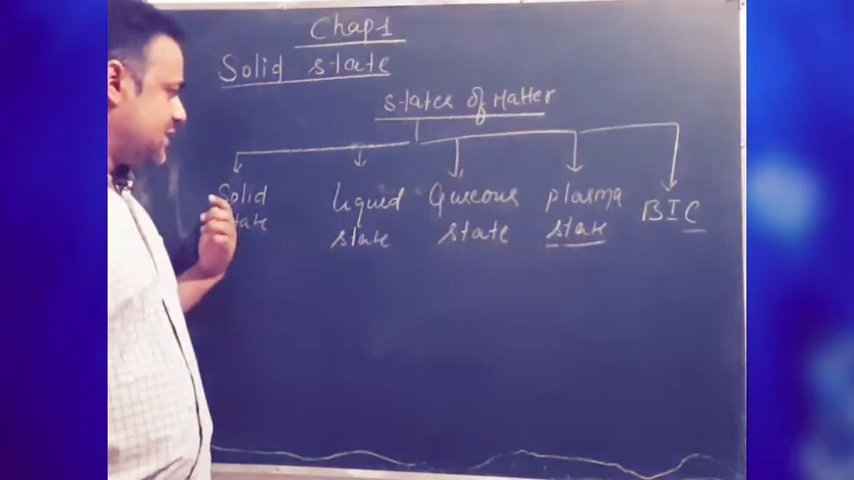 Chap 1
Solid state
states of Matter
Solid state
liquid state
Gaseous state
plasma state
BIC